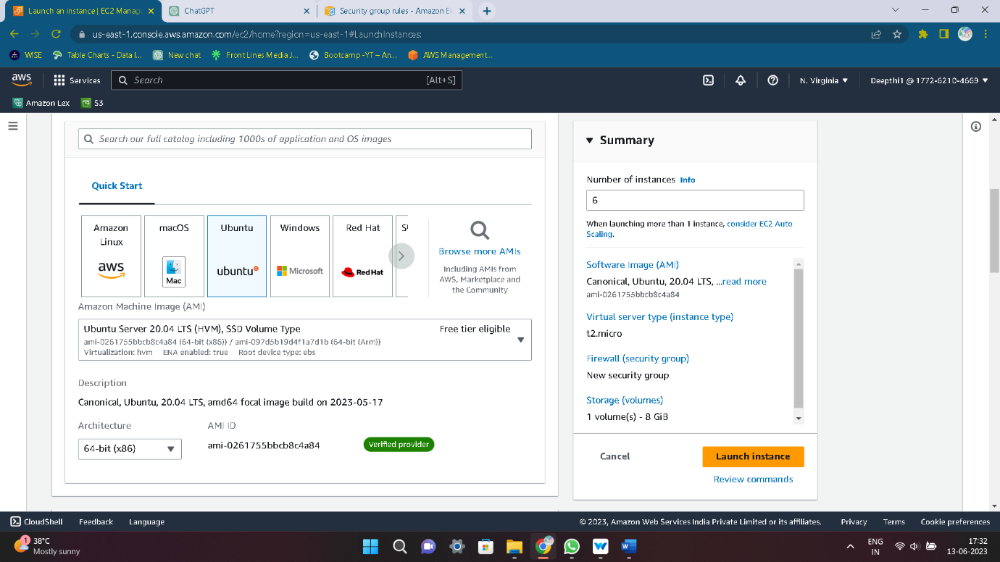 Launch an instance | EC2 Manag
ChatGPT
Security group rules - Amazon El
us-east-1.console.aws.amazon.com/ec2/home?region=us-east-1#LaunchInstances:
WISE
Table Charts - Data I...
New chat
Front Lines Media J...
Bootcamp -YT – An...
AWS Management...
aws
Services
Search
[Alt+S]
N. Virginia
Deepthi1 @ 1772-6210-4669
Amazon Lex
S3
Search our full catalog including 1000s of application and OS images
Quick Start
Amazon
Linux
aws
macOS
Mac
Ubuntu
ubuntu
Windows
Microsoft
Red Hat
Red Hat
Browse more AMIs
Including AMIs from
AWS, Marketplace and
the Community
Amazon Machine Image (AMI)
Ubuntu Server 20.04 LTS (HVM), SSD Volume Type
Free tier eligible
ami-0261755bbcb8c4a84 (64-bit (x86)) / ami-097d5b19d4f1a7d1b (64-bit (Arm))
Virtualization: hvm ENA enabled: true Root device type: ebs
Description
Canonical, Ubuntu, 20.04 LTS, amd64 focal image build on 2023-05-17
Architecture
AMI ID
64-bit (x86)
ami-0261755bbcb8c4a84
Verified provider
Summary
Number of instances Info
6
When launching more than 1 instance, consider EC2 Auto
Scaling.
Software Image (AMI)
Canonical, Ubuntu, 20.04 LTS, ...read more
ami-0261755bbcb8c4a84
Virtual server type (instance type)
t2.micro
Firewall (security group)
New security group
Storage (volumes)
1 volume(s) - 8 GiB
Cancel
Launch instance
Review commands
CloudShell
Feedback
Language
© 2023, Amazon Web Services India Private Limited or its affiliates.
Privacy
Terms
Cookie preferences
1
38°C
Mostly sunny
ENG
IN
17:32
13-06-2023